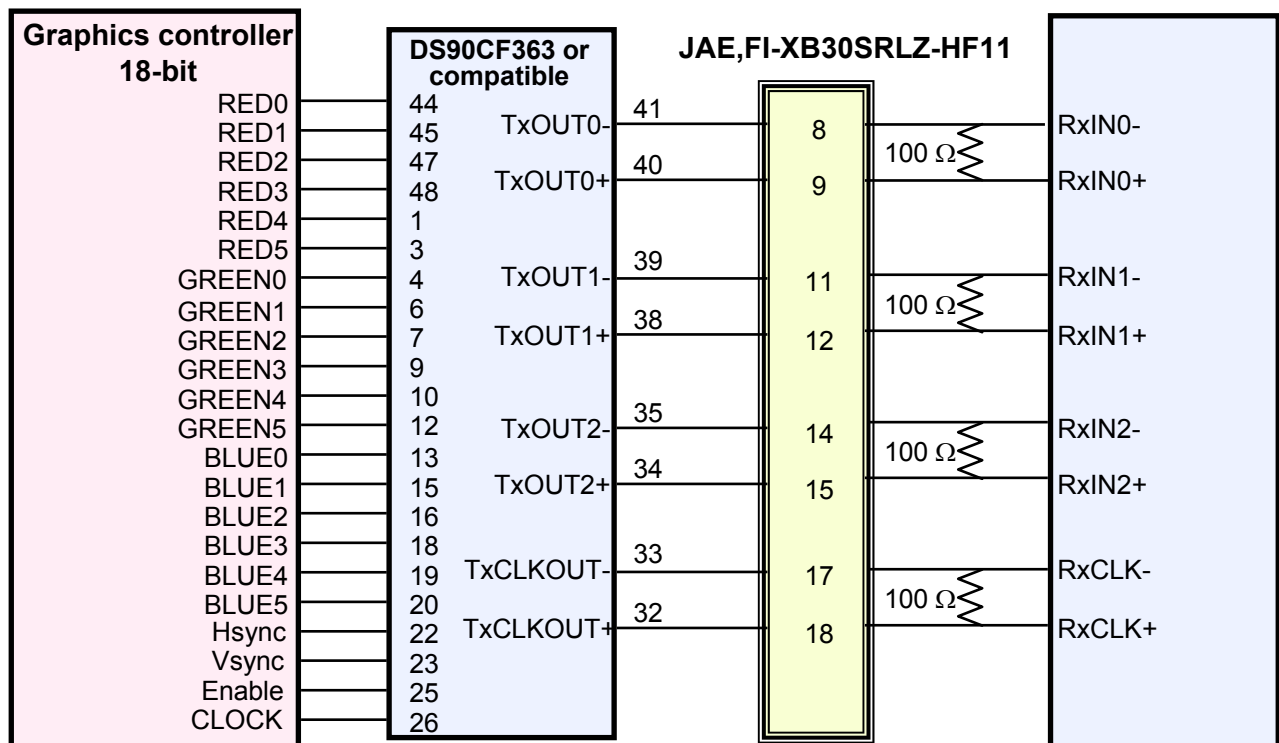 Graphics controller
18-bit
RED0
RED1
RED2
RED3
RED4
RED5
GREEN0
GREEN1
GREEN2
GREEN3
GREEN4
GREEN5
BLUE0
BLUE1
BLUE2
BLUE3
BLUE4
BLUE5
Hsync
Vsync
Enable
CLOCK
DS90CF363 or
compatible
44
45
47
48
1
3
4
6
7
9
10
12
13
15
16
18
19
20
22
23
25
26
TxOUT0-
TxOUT0+
TxOUT1-
TxOUT1+
TxOUT2-
TxOUT2+
TxCLKOUT-
TxCLKOUT+
41
40
39
38
35
34
33
32
JAE,FI-XB30SRLZ-HF11
8
9
11
12
14
15
17
18
100 Ω
100 Ω
100 Ω
100 Ω
RxIN0-
RxIN0+
RxIN1-
RxIN1+
RxIN2-
RxIN2+
RxCLK-
RxCLK+